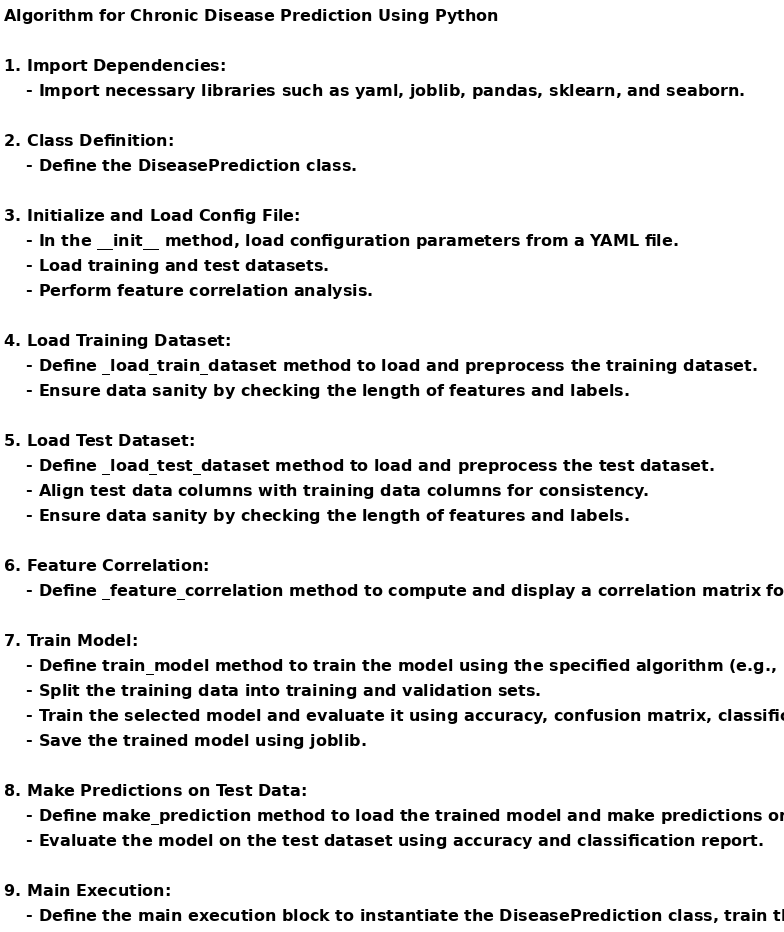 Algorithm for Chronic Disease Prediction Using Python
1. Import Dependencies:
- Import necessary libraries such as yaml, joblib, pandas, sklearn, and seaborn.
2. Class Definition:
- Define the DiseasePrediction class.
3. Initialize and Load Config File:
- In the __init__ method, load configuration parameters from a YAML file.
- Load training and test datasets.
- Perform feature correlation analysis.
4. Load Training Dataset:
- Define _load_train_dataset method to load and preprocess the training dataset.
- Ensure data sanity by checking the length of features and labels.
5. Load Test Dataset:
- Define _load_test_dataset method to load and preprocess the test dataset.
- Align test data columns with training data columns for consistency.
- Ensure data sanity by checking the length of features and labels.
6. Feature Correlation:
- Define _feature_correlation method to compute and display a correlation matrix
7. Train Model:
- Define train_model method to train the model using the specified algorithm (e.g.,
- Split the training data into training and validation sets.
- Train the selected model and evaluate it using accuracy, confusion matrix,
- Save the trained model using joblib.
8. Make Predictions on Test Data:
- Define make_prediction method to load the trained model and make predictions
- Evaluate the model on the test dataset using accuracy and classification report.
9. Main Execution:
- Define the main execution block to instantiate the DiseasePrediction class, train